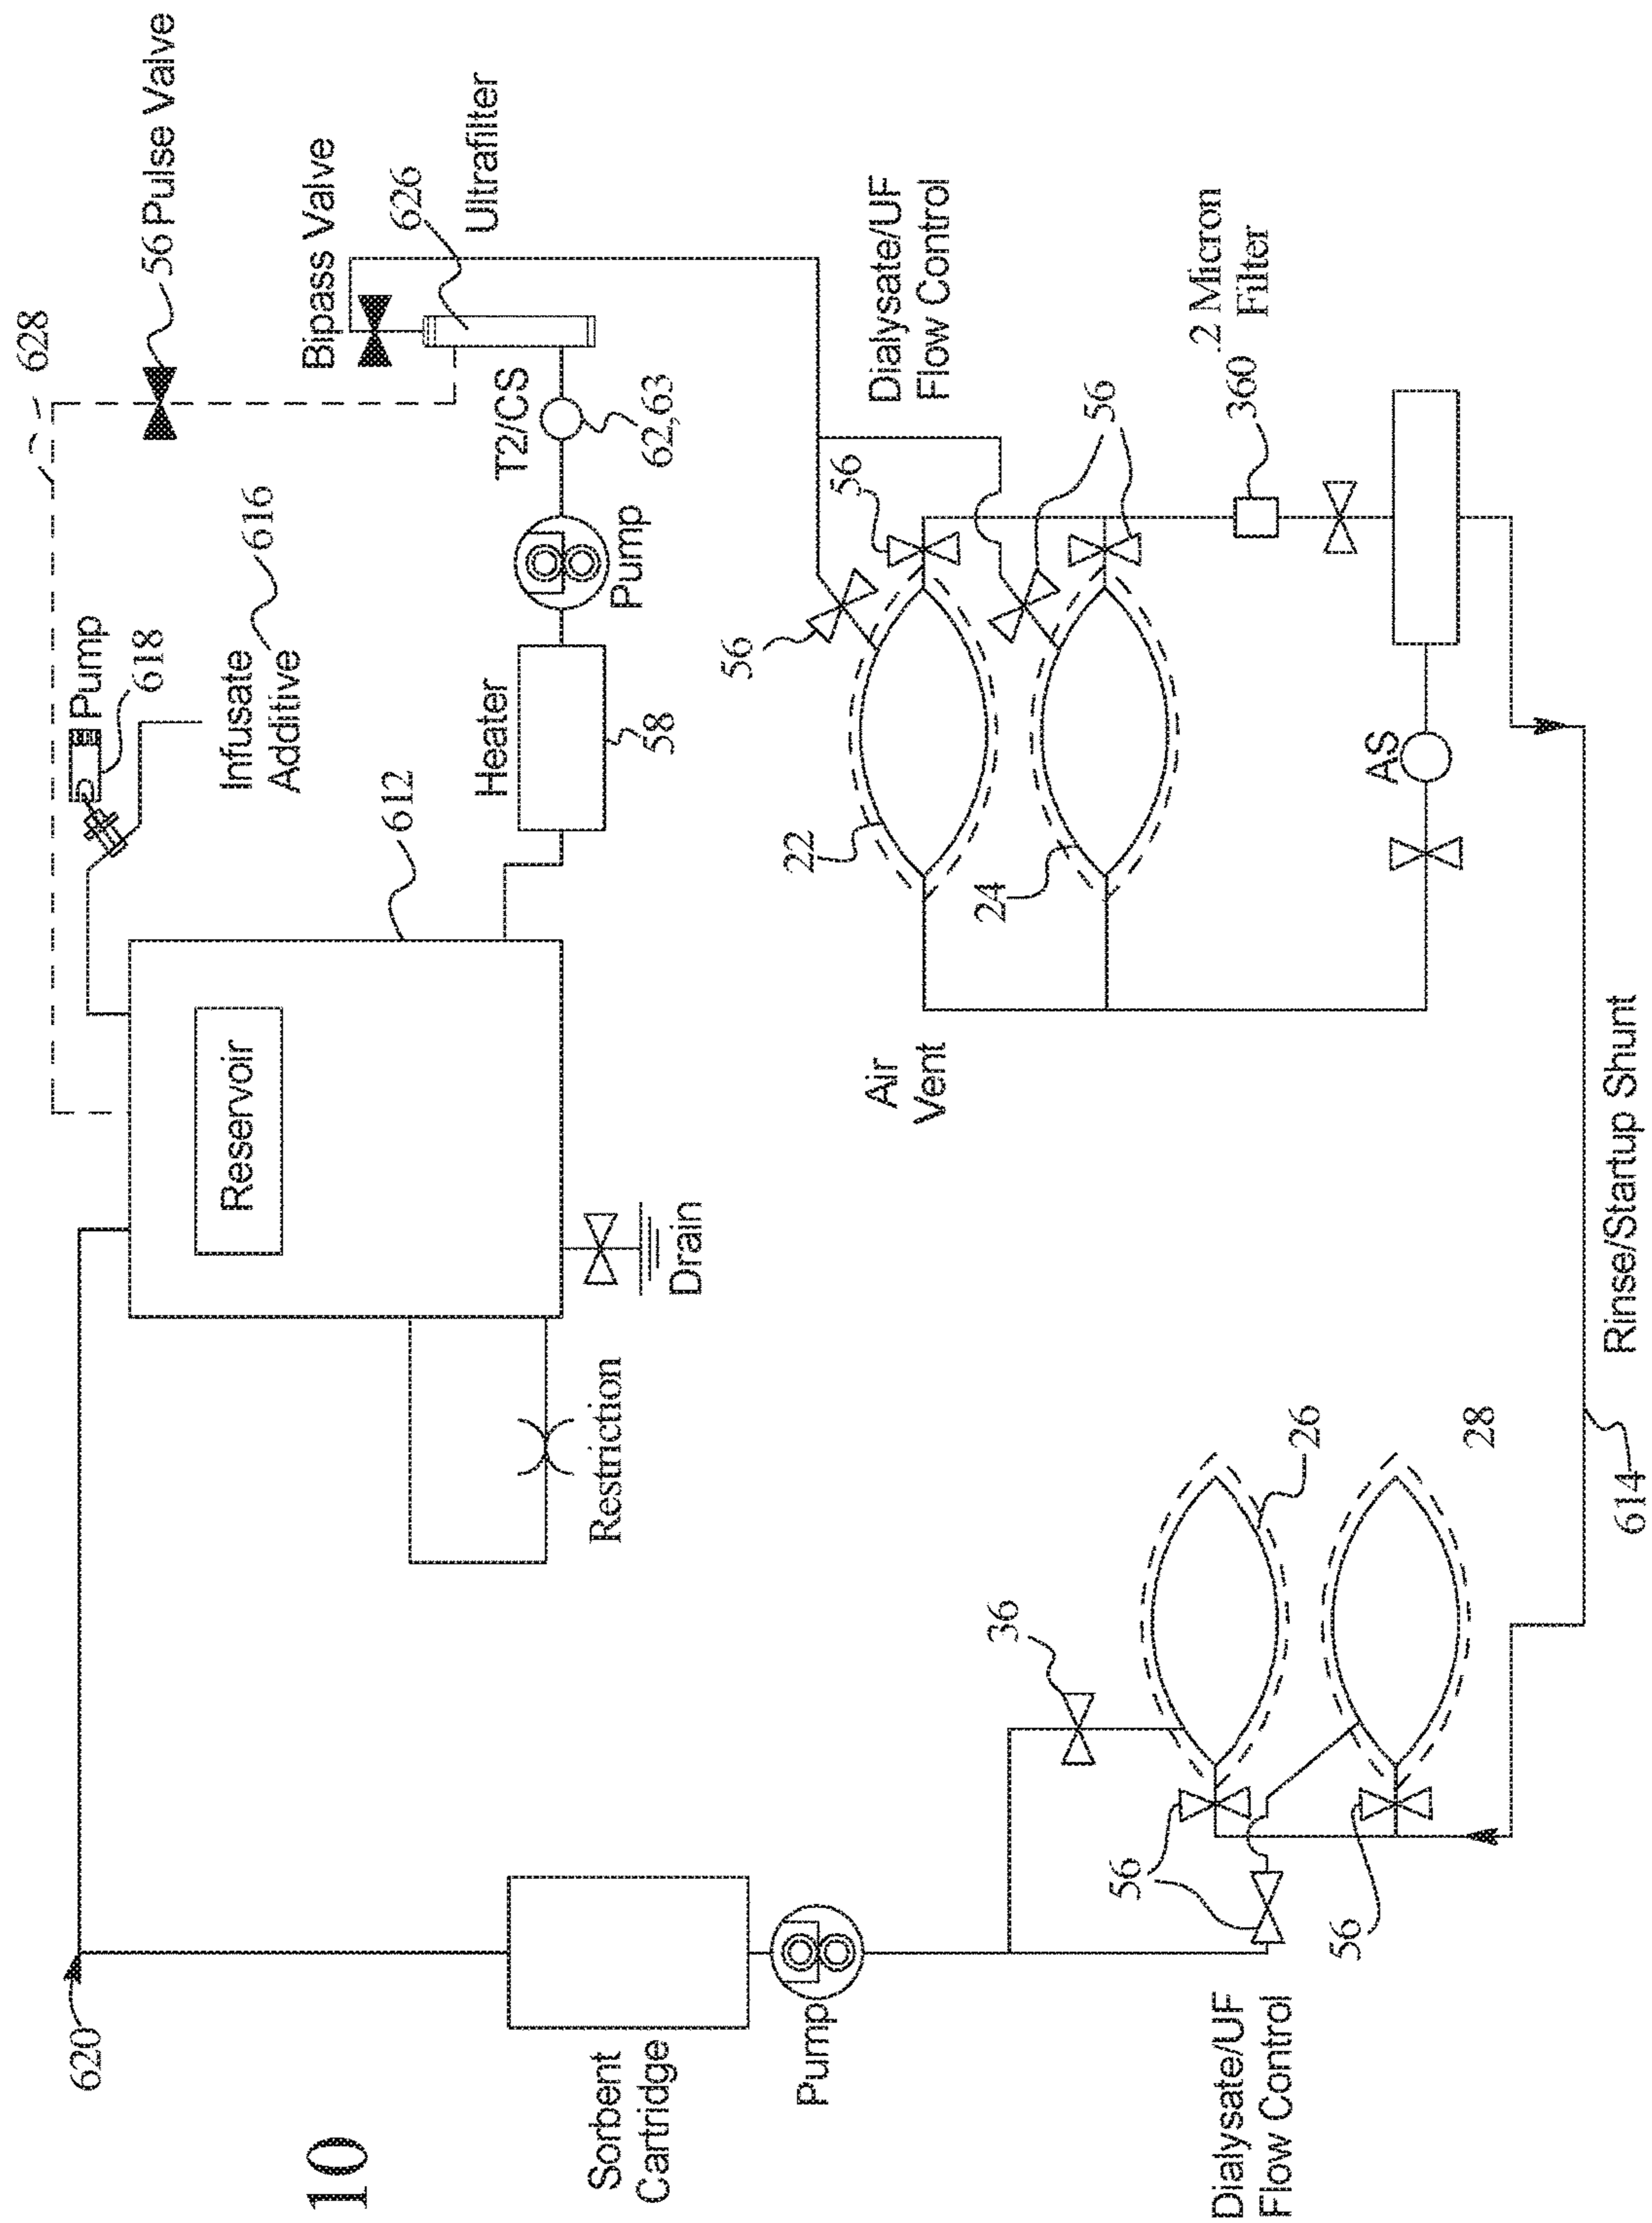 10
620
Sorbent
Cartridge
Pump
Dialysate/UF
Flow Control
36
56
56
26
28
614
Rinse/Startup Shunt
Restriction
Reservoir
Drain
612
628
Pump
618
Infusate
Additive
616
56 Pulse Valve
Heater
58
Pump
T2/CS
62,63
Bipass Valve
626
Ultrafilter
Dialysate/UF
Flow Control
56
56
56
22
24
Air
Vent
AS
360
.2 Micron
Filter